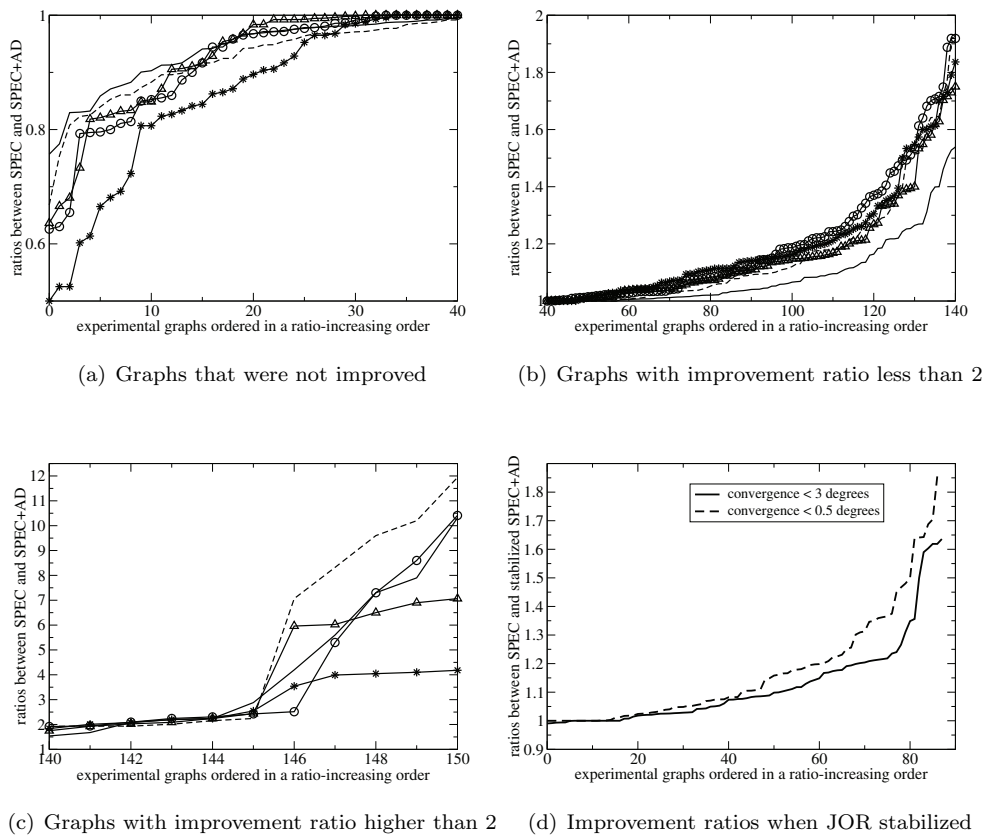 1
0.8
0.6
ratios between SPEC and SPEC+AD
0 10 20 30 40
experimental graphs ordered in a ratio-increasing order
(a) Graphs that were not improved
2
1.8
1.6
1.4
1.2
1
ratios between SPEC and SPEC+AD
40 60 80 100 120 140
experimental graphs ordered in a ratio-increasing order
(b) Graphs with improvement ratio less than 2
12
11
10
9
8
7
6
5
4
3
2
1
ratios between SPEC and SPEC+AD
140 142 144 146 148 150
experimental graphs ordered in a ratio-increasing order
(c) Graphs with improvement ratio higher than 2
1.8
1.7
1.6
1.5
1.4
1.3
1.2
1.1
1
0.9
ratios between SPEC and stabilized SPEC+AD
convergence < 3 degrees
convergence < 0.5 degrees
0 20 40 60 80
experimental graphs ordered in a ratio-increasing order
(d) Improvement ratios when JOR stabilized